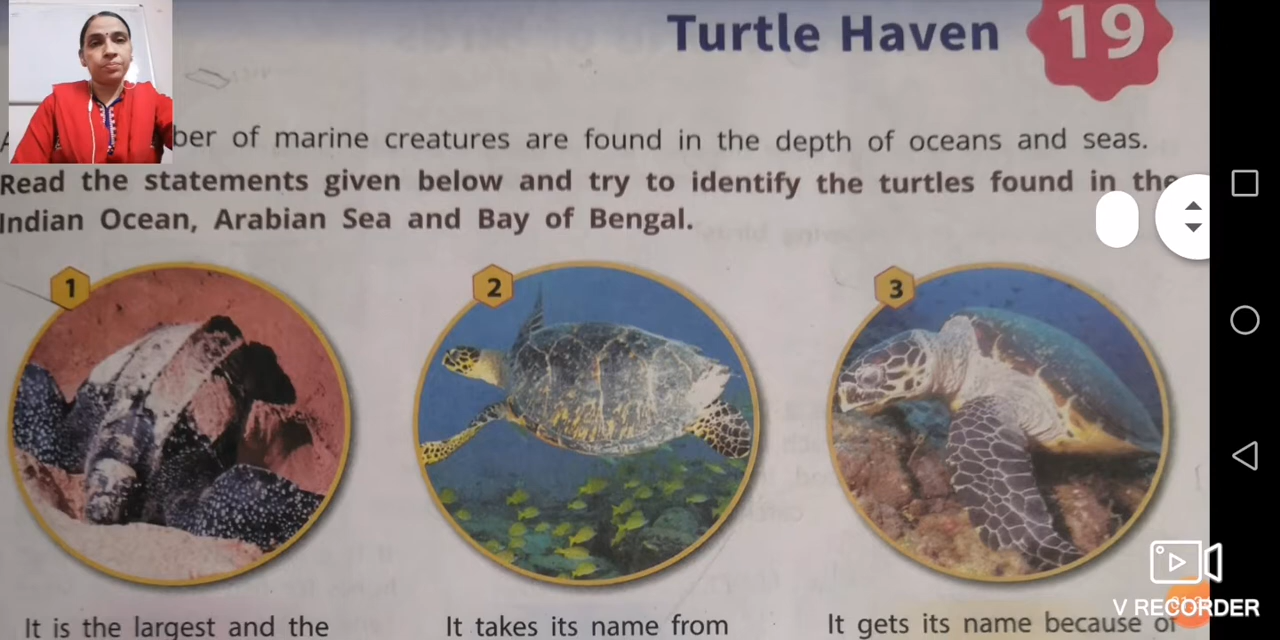 Turtle Haven
19
ber of marine creatures are found in the depth of oceans and seas.
Read the statements given below and try to identify the turtles found in the
Indian Ocean, Arabian Sea and Bay of Bengal.
1
2
3
It is the largest and the
It takes its name from
It gets its name because of
V RECORDER